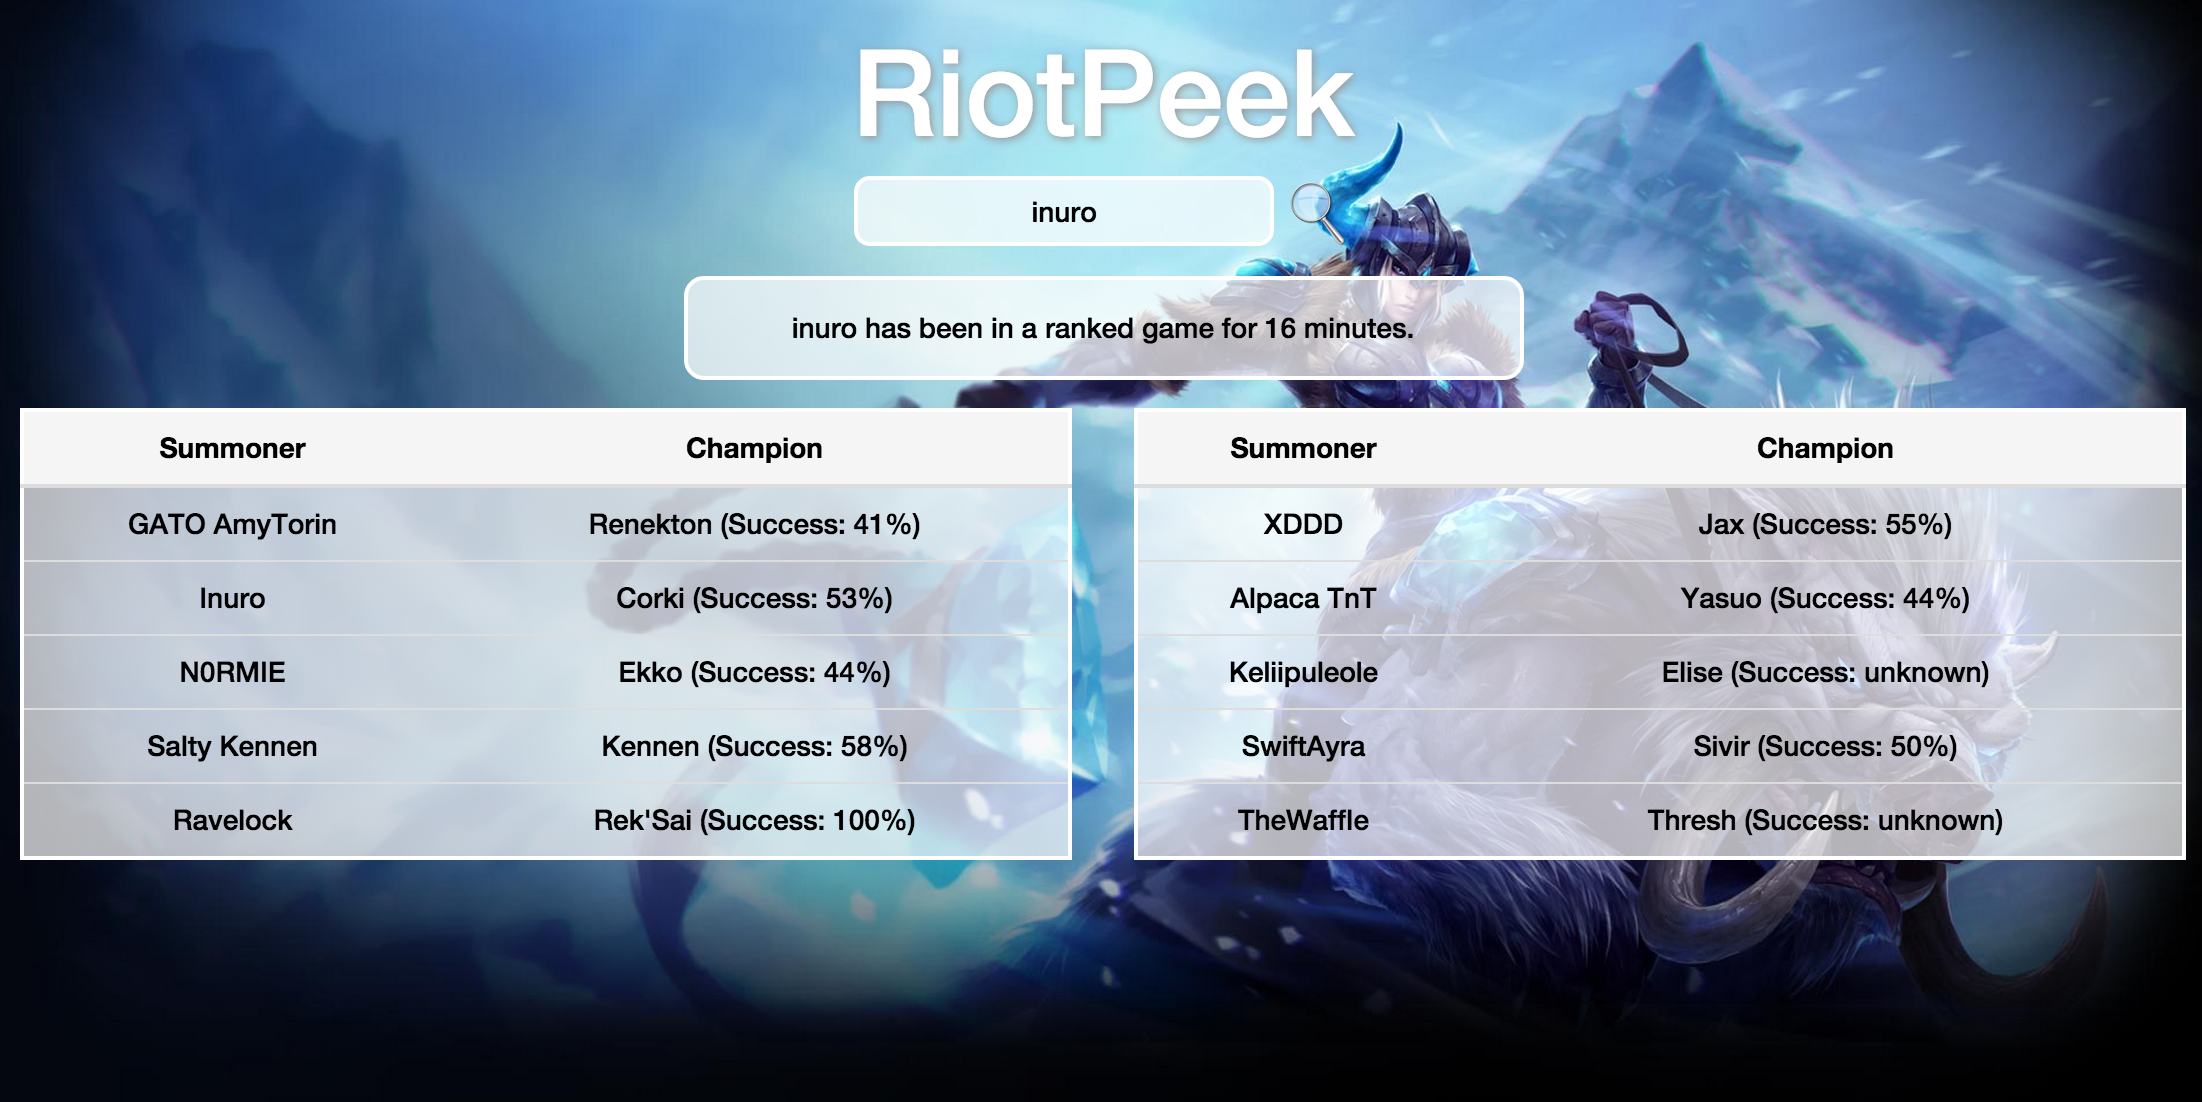 RiotPeek
inuro
inuro has been in a ranked game for 16 minutes.
Summoner Champion
GATO AmyTorin Renekton (Success: 41%)
Inuro Corki (Success: 53%)
N0RMIE Ekko (Success: 44%)
Salty Kennen Kennen (Success: 58%)
Ravelock Rek'Sai (Success: 100%)
Summoner Champion
XDDD Jax (Success: 55%)
Alpaca TnT Yasuo (Success: 44%)
Keliipuleole Elise (Success: unknown)
SwiftAyra Sivir (Success: 50%)
TheWaffle Thresh (Success: unknown)